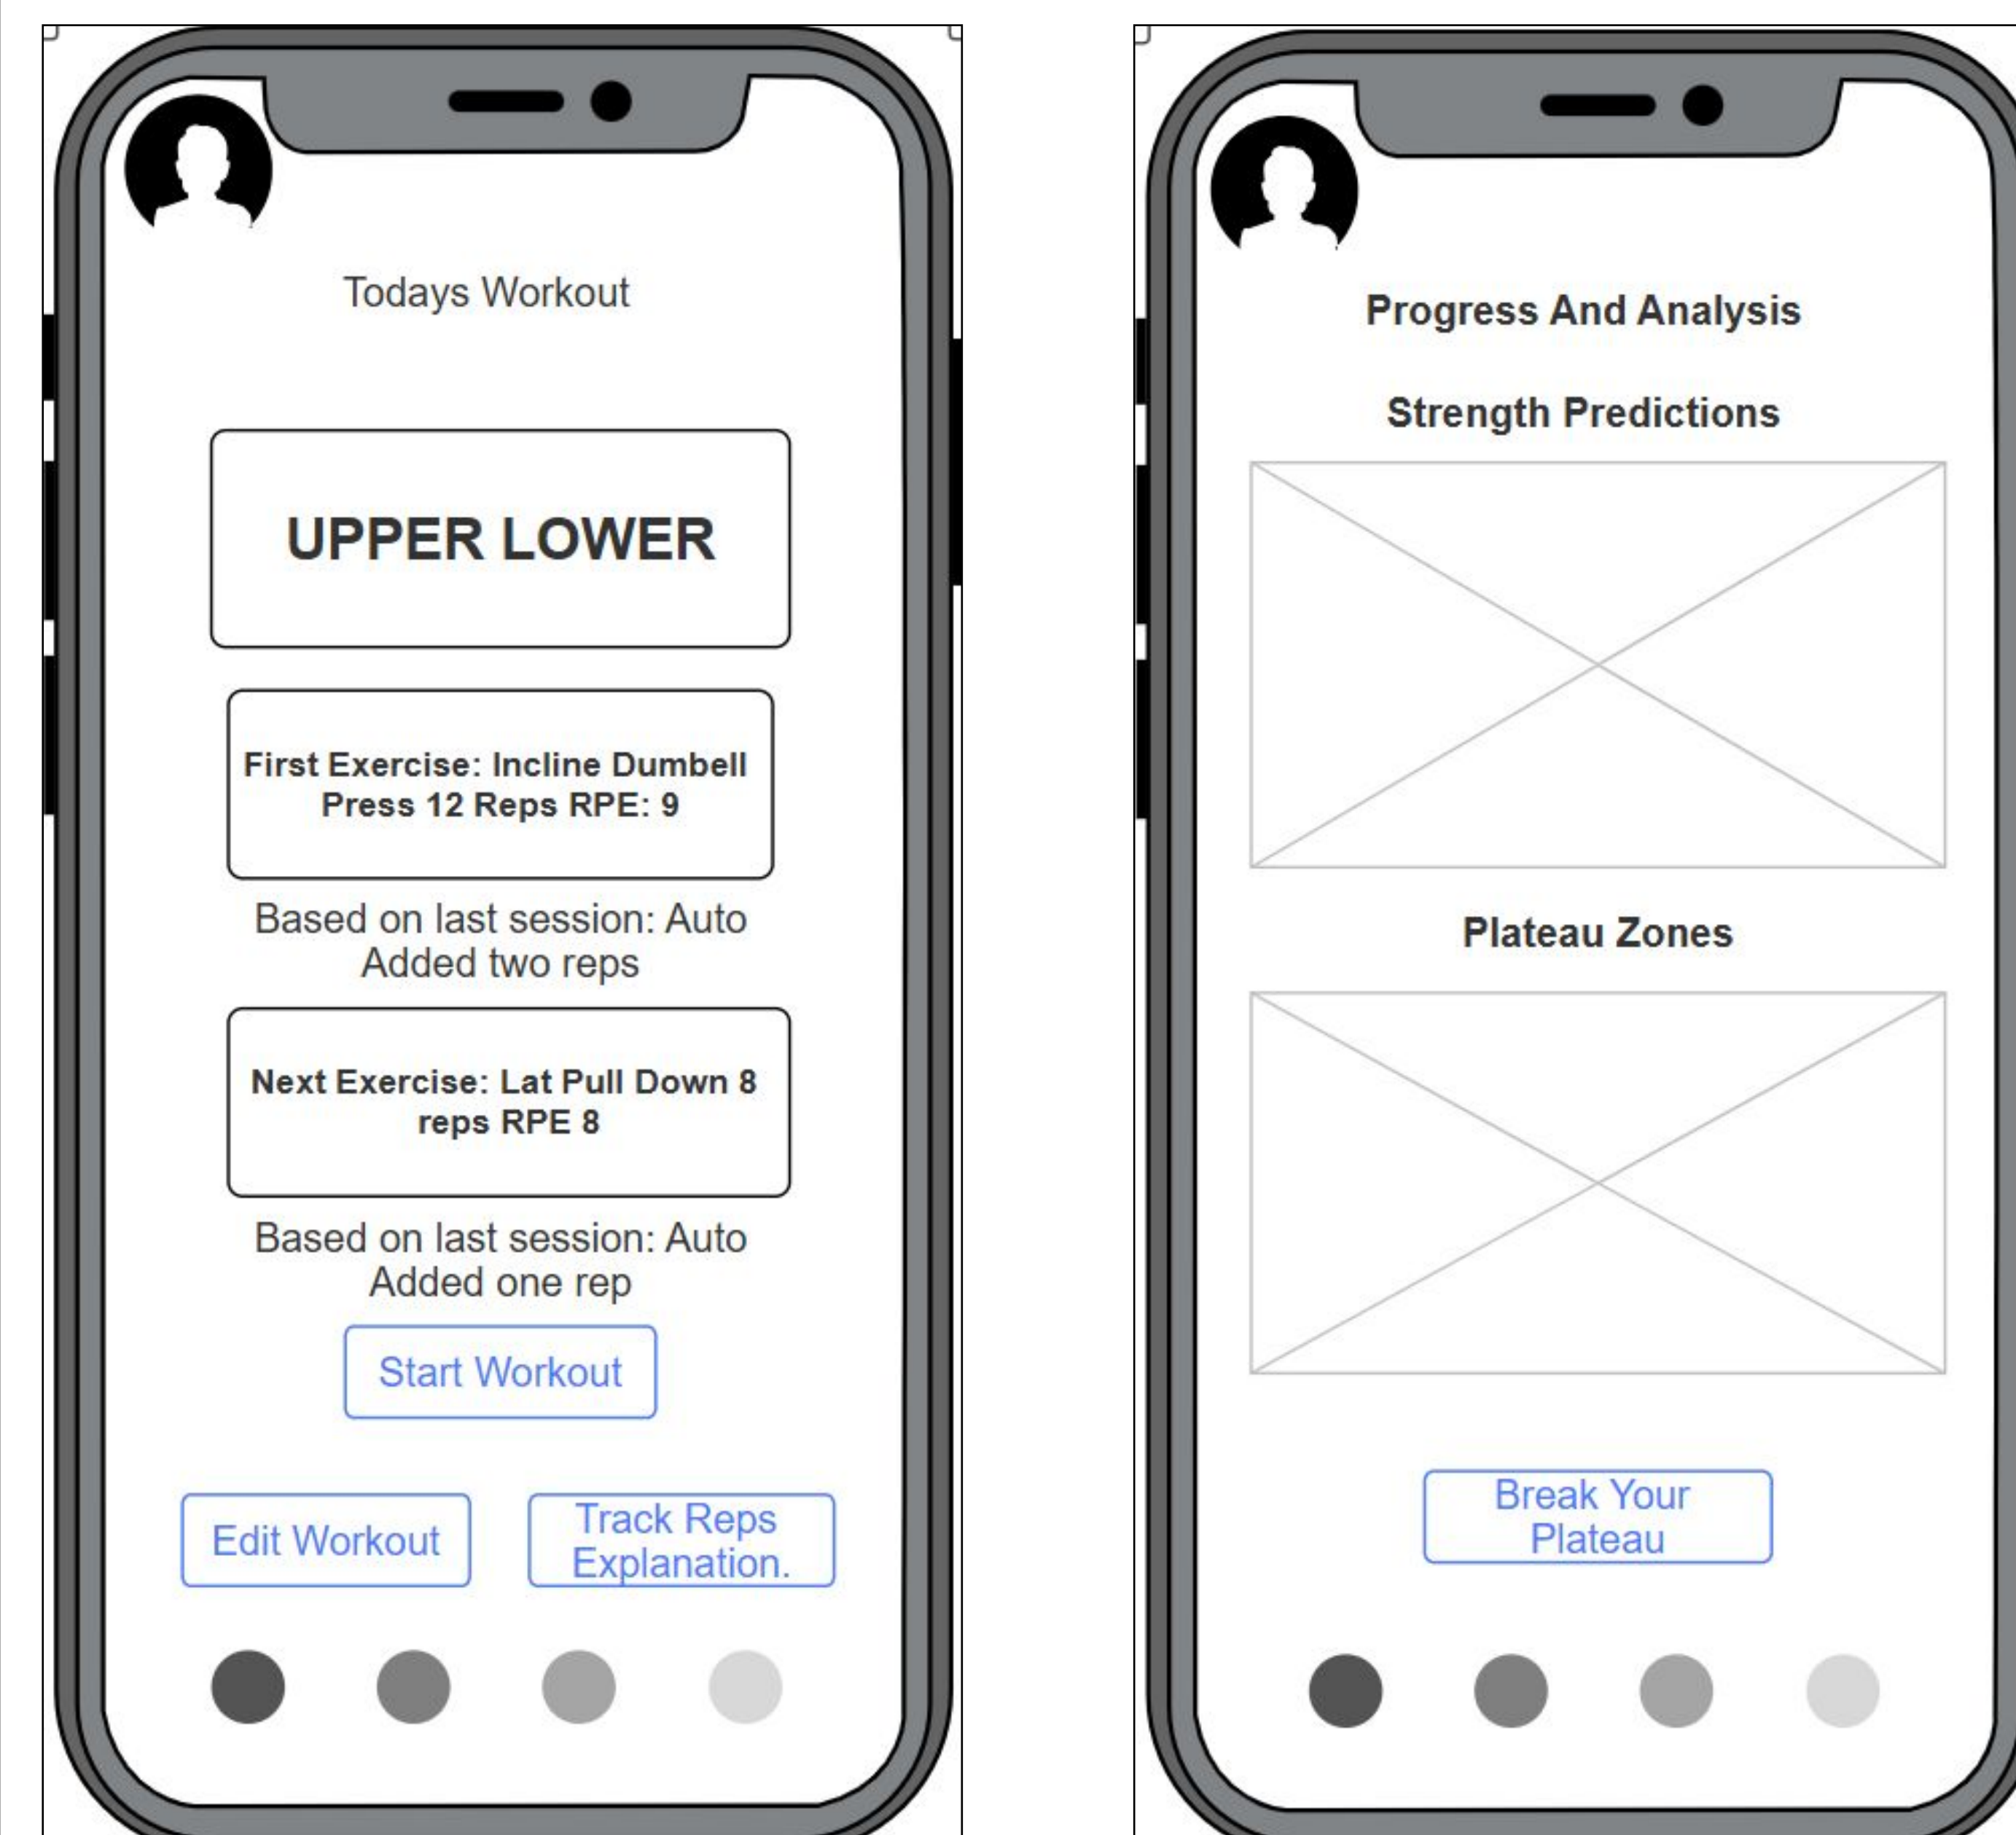 Todays Workout
UPPER LOWER
First Exercise: Incline Dumbell
Press 12 Reps RPE: 9
Based on last session: Auto
Added two reps
Next Exercise: Lat Pull Down 8
reps RPE 8
Based on last session: Auto
Added one rep
Start Workout
Edit Workout
Track Reps
Explanation.
Progress And Analysis
Strength Predictions
Plateau Zones
Break Your
Plateau